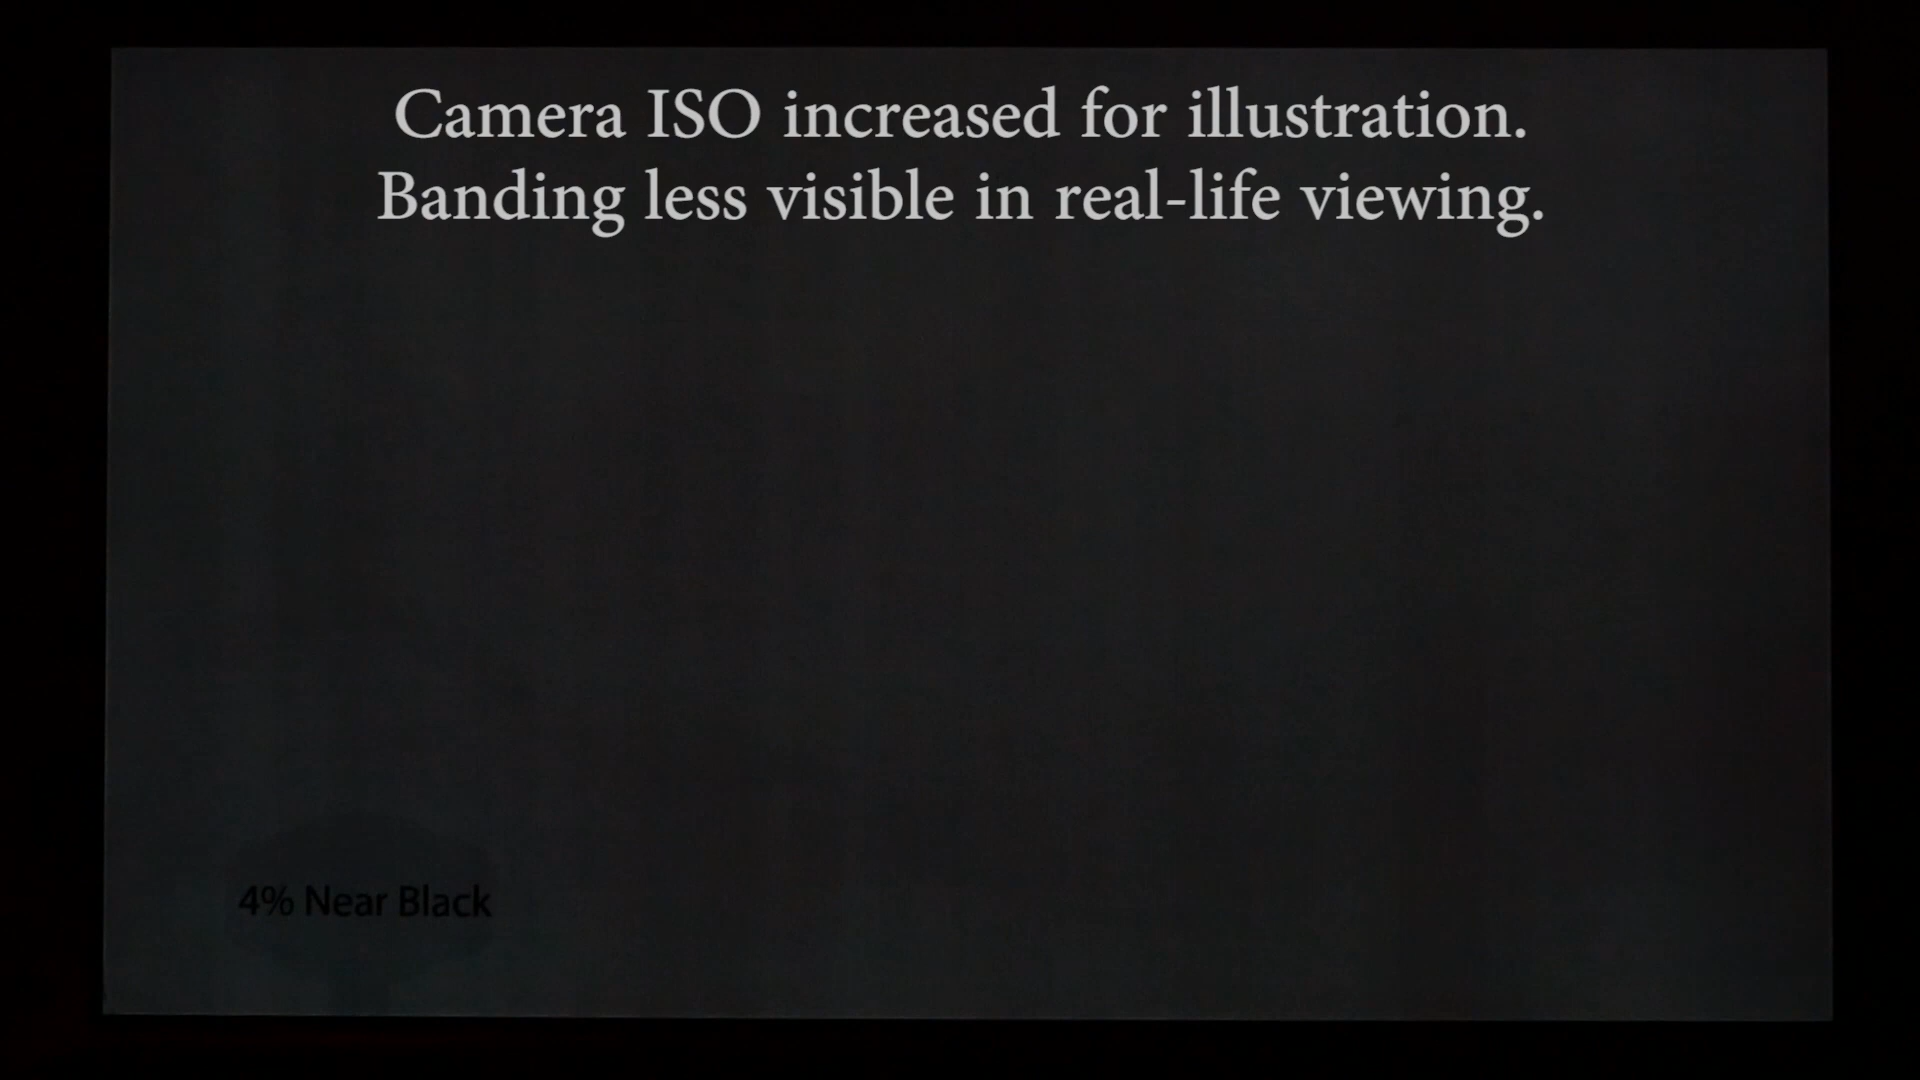 Camera ISO increased for illustration.
Banding less visible in real-life viewing.
4% Near Black